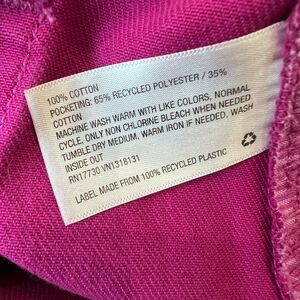 100% COTTON
POCKETING: 65% RECYCLED POLYESTER / 35%
COTTON
MACHINE WASH WARM WITH LIKE COLORS, NORMAL
CYCLE, ONLY NON CHLORINE BLEACH WHEN NEEDED
TUMBLE DRY MEDIUM, WARM IRON IF NEEDED, WASH
INSIDE OUT
RN17730 VN1318131
LABEL MADE FROM 100% RECYCLED PLASTIC